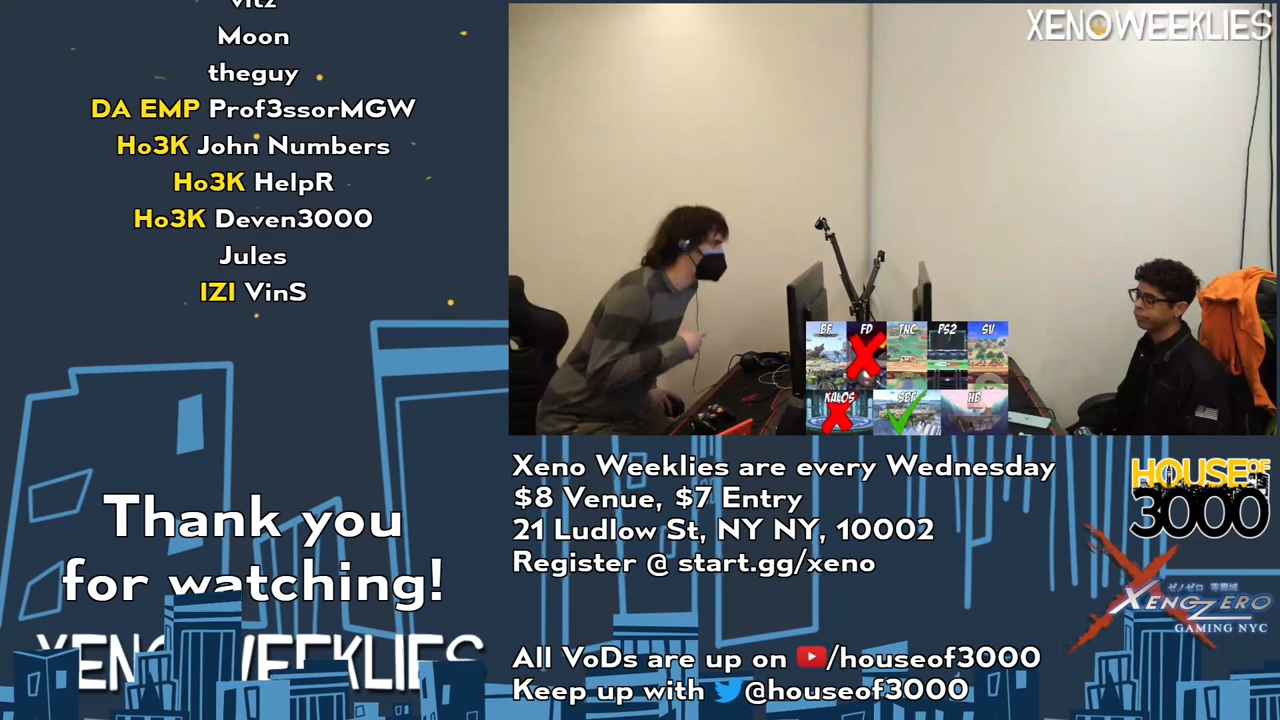 vitz
Moon
theguy
DA EMP Prof3ssorMGW
Ho3K John Numbers
Ho3K HelpR
Ho3K Deven3000
Jules
IZI VinS
Thank you
for watching!
XENOWEEKLIES
XENOWEEKLIES
BF FD TNC PS2 SV
KALOS SBF HB
Xeno Weeklies are every Wednesday
$8 Venue, $7 Entry
21 Ludlow St, NY NY, 10002
Register @ start.gg/xeno
All VoDs are up on /houseof3000
Keep up with @houseof3000
HOUSE OF
3000
XENOZERO
GAMING NYC